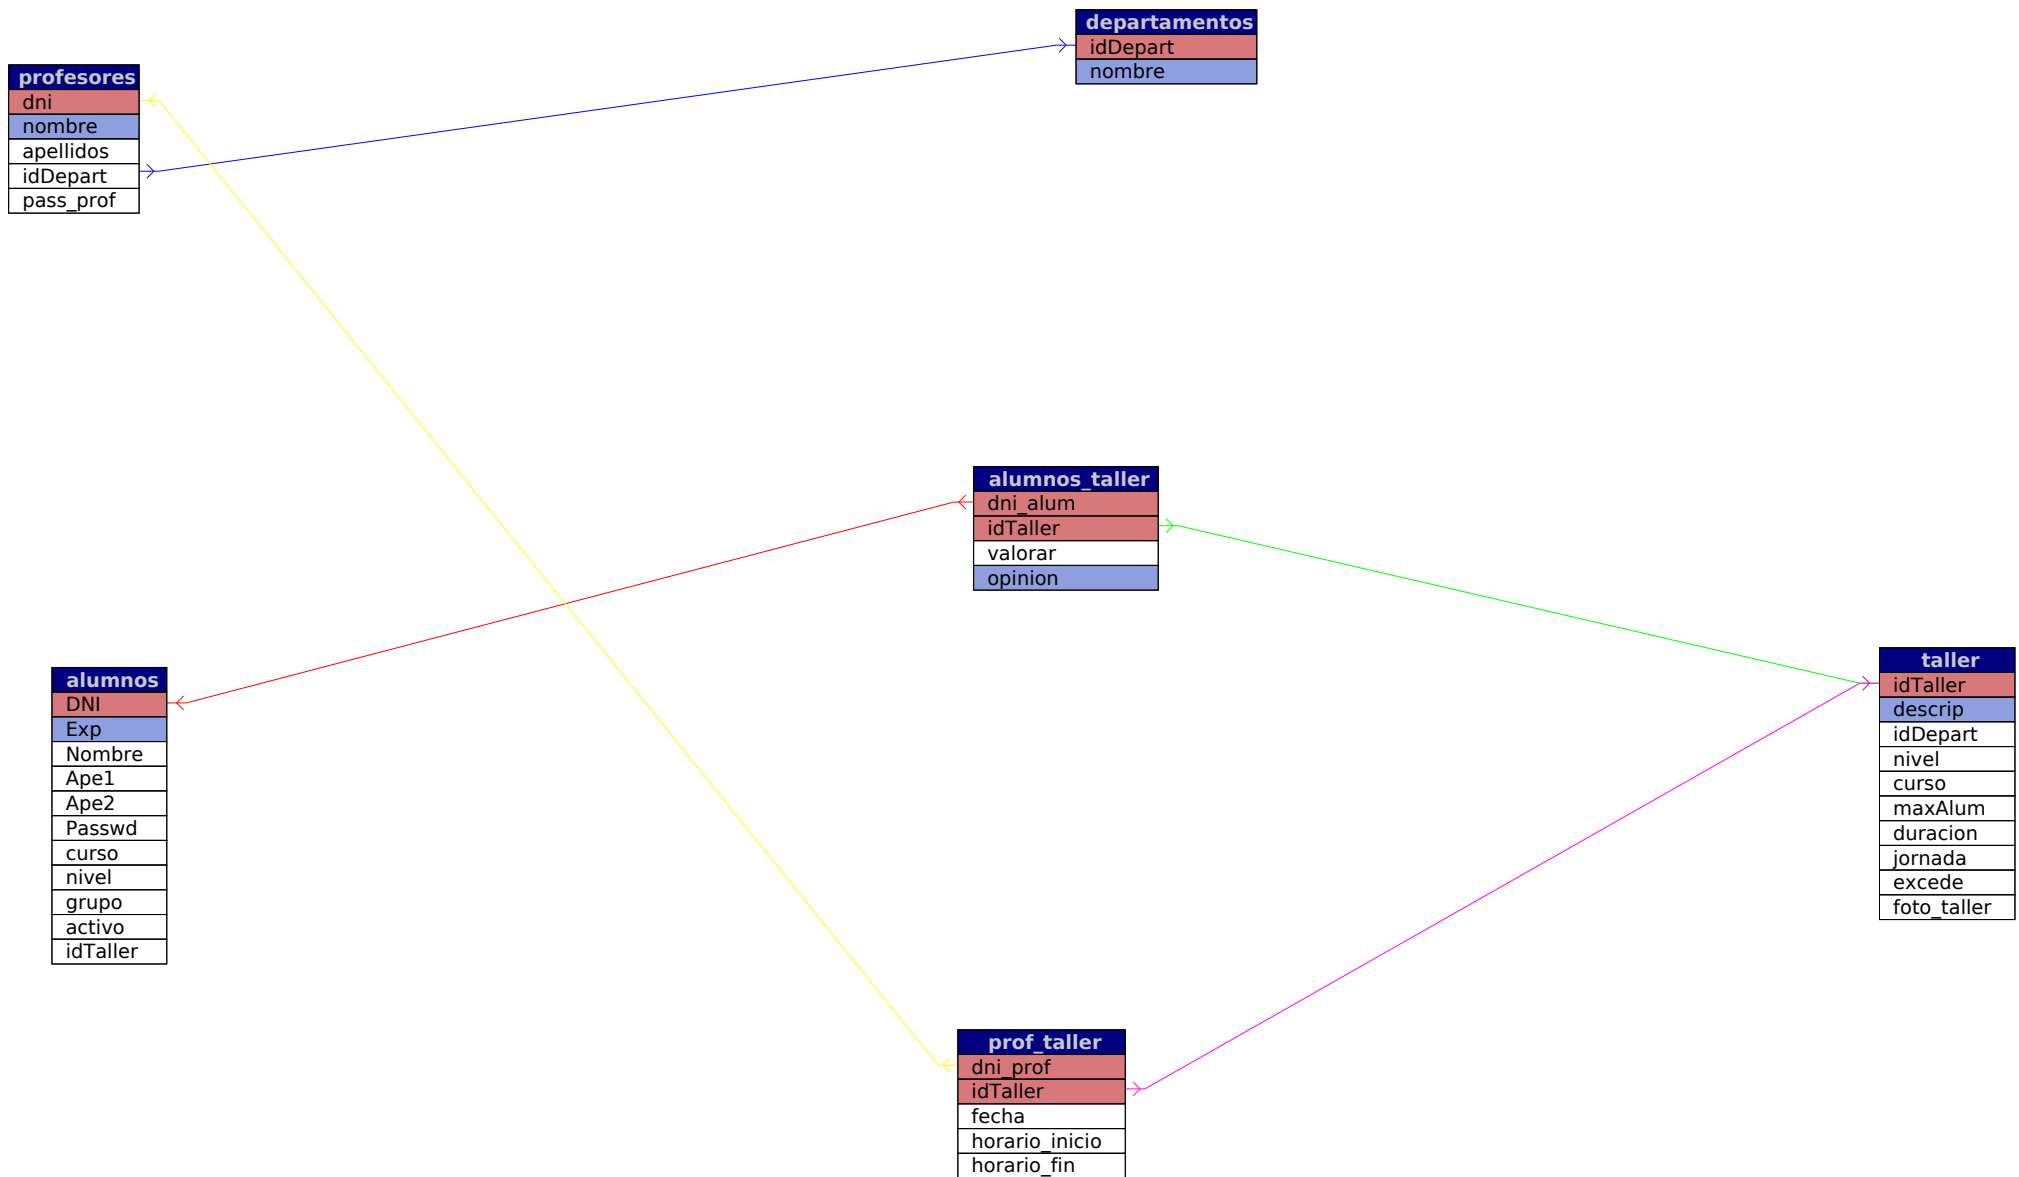 departamentos
idDepart
nombre
profesores
dni
nombre
apellidos
idDepart
pass_prof
alumnos_taller
dni_alum
idTaller
valorar
opinion
alumnos
DNI
Exp
Nombre
Ape1
Ape2
Passwd
curso
nivel
grupo
activo
idTaller
taller
idTaller
descrip
idDepart
nivel
curso
maxAlum
duracion
jornada
excede
foto_taller
prof_taller
dni_prof
idTaller
fecha
horario_inicio
horario_fin